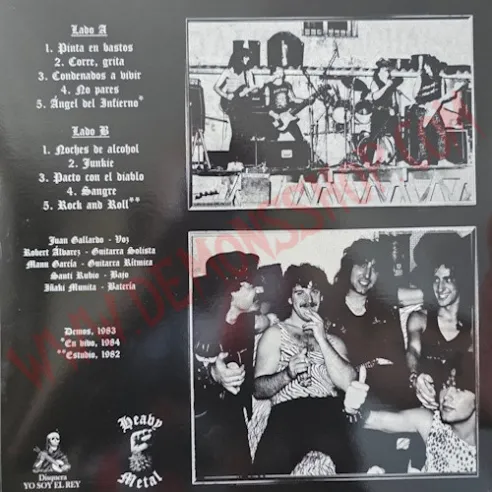 Lado A
1. Pinta en bastos
2. Corre, grita
3. Condenados a vivir
4. No pares
5. Ángel del Infierno*
Lado B
1. Noches de alcohol
2. Junkie
3. Pacto con el diablo
4. Sangre
5. Rock and Roll**
Juan Gallardo - Voz
Robert Álvarez - Guitarra Solista
Manu García - Guitarra Rítmica
Santi Rubio - Bajo
Iñaki Munita - Batería
Demos, 1983
*En vivo, 1984
**Estudio, 1982
Disquera
YO SOY EL REY
Heavy
Metal
WWW.DEMONSSHOP.COM